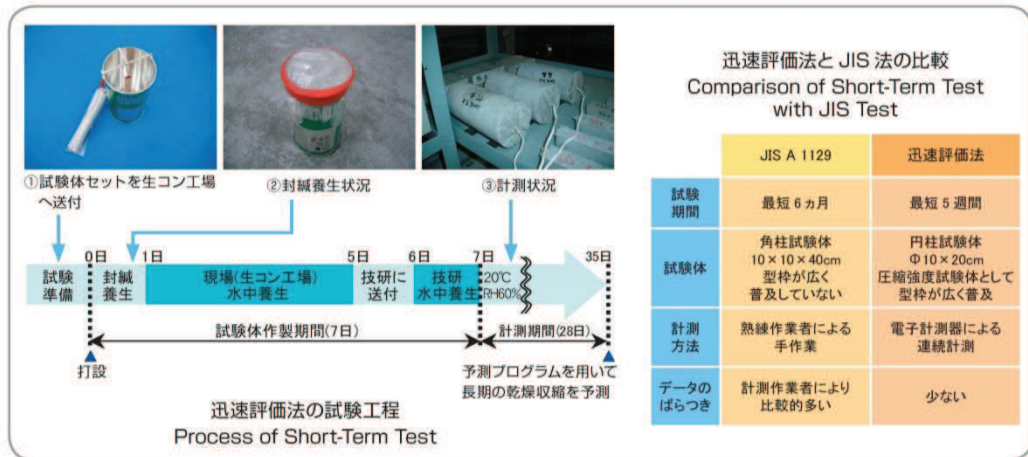 ①試験体セットを生コン工場
へ送付
②封緘養生状況
③計測状況
0日
1日
5日
6日
7日
35日
試験
準備
封緘
養生
現場(生コン工場)
水中養生
技研に
送付
技研
水中養生
20℃
RH60%
試験体作製期間(7日)
計測期間(28日)
打設
予測プログラムを用いて
長期の乾燥収縮を予測
迅速評価法の試験工程
Process of Short-Term Test
迅速評価法とJIS法の比較
Comparison of Short-Term Test
with JIS Test
JIS A 1129
迅速評価法
試験
期間
最短6ヵ月
最短5週間
試験体
角柱試験体
10×10×40cm
型枠が広く
普及していない
円柱試験体
Φ10×20cm
圧縮強度試験体として
型枠が広く普及
計測
方法
熟練作業者による
手作業
電子計測器による
連続計測
データの
ばらつき
計測作業者により
比較的多い
少ない